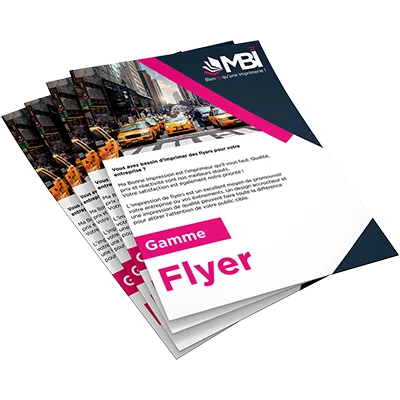 MBI
Bien + qu'une imprimerie !
Vous avez besoin d'imprimer des flyers pour votre
entreprise ?
Ma Bonne Impression est l'imprimeur qu'il vous faut. Qualité,
prix et réactivité sont nos meilleurs atouts.
Votre satisfaction est également notre priorité !
L'impression de flyers est un excellent moyen de promouvoir
votre entreprise ou vos événements. Un design accrocheur et
une impression de qualité peuvent faire toute la différence
pour attirer l'attention de votre public cible.
Gamme
Flyer